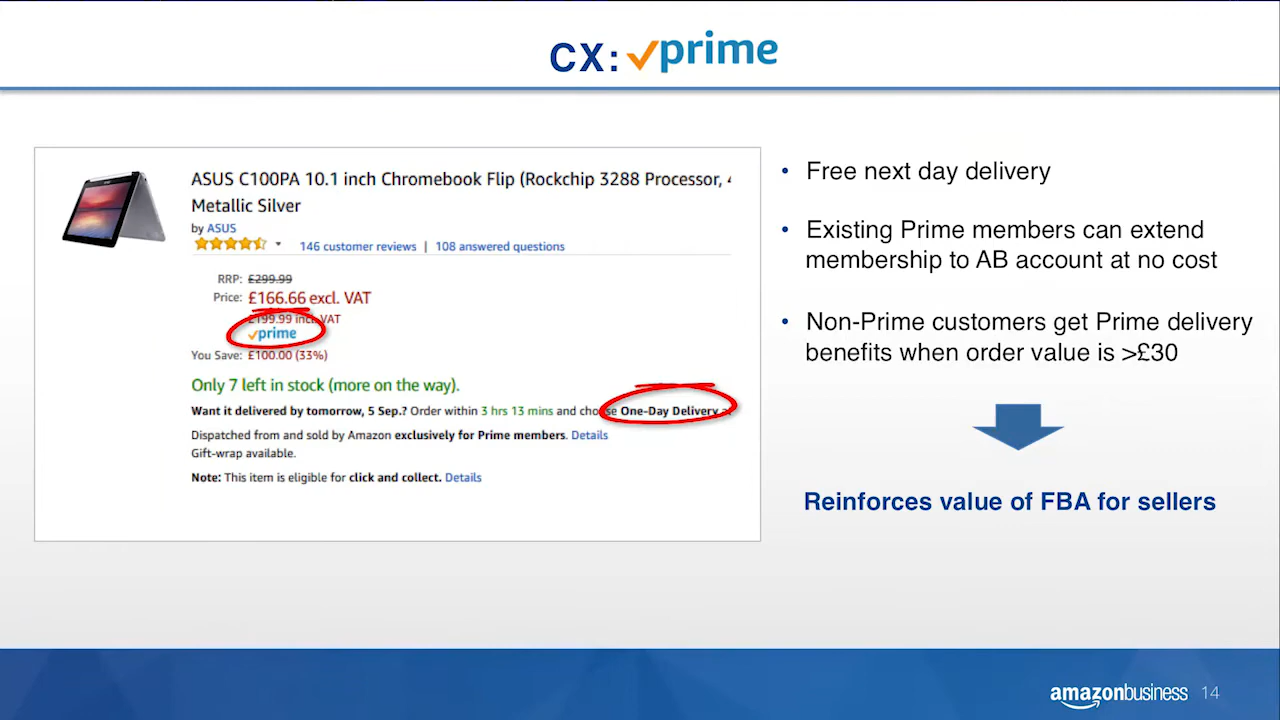 CX: prime
ASUS C100PA 10.1 inch Chromebook Flip (Rockchip 3288 Processor,
Metallic Silver
by ASUS
146 customer reviews | 108 answered questions
RRP: £299.99
Price: £166.66 excl. VAT
£199.99 incl. VAT
prime
You Save: £100.00 (33%)
Only 7 left in stock (more on the way).
Want it delivered by tomorrow, 5 Sep.? Order within 3 hrs 13 mins and choose One-Day Delivery
Dispatched from and sold by Amazon exclusively for Prime members. Details
Gift-wrap available.
Note: This item is eligible for click and collect. Details
• Free next day delivery
• Existing Prime members can extend
membership to AB account at no cost
• Non-Prime customers get Prime delivery
benefits when order value is >£30
Reinforces value of FBA for sellers
amazonbusiness 14